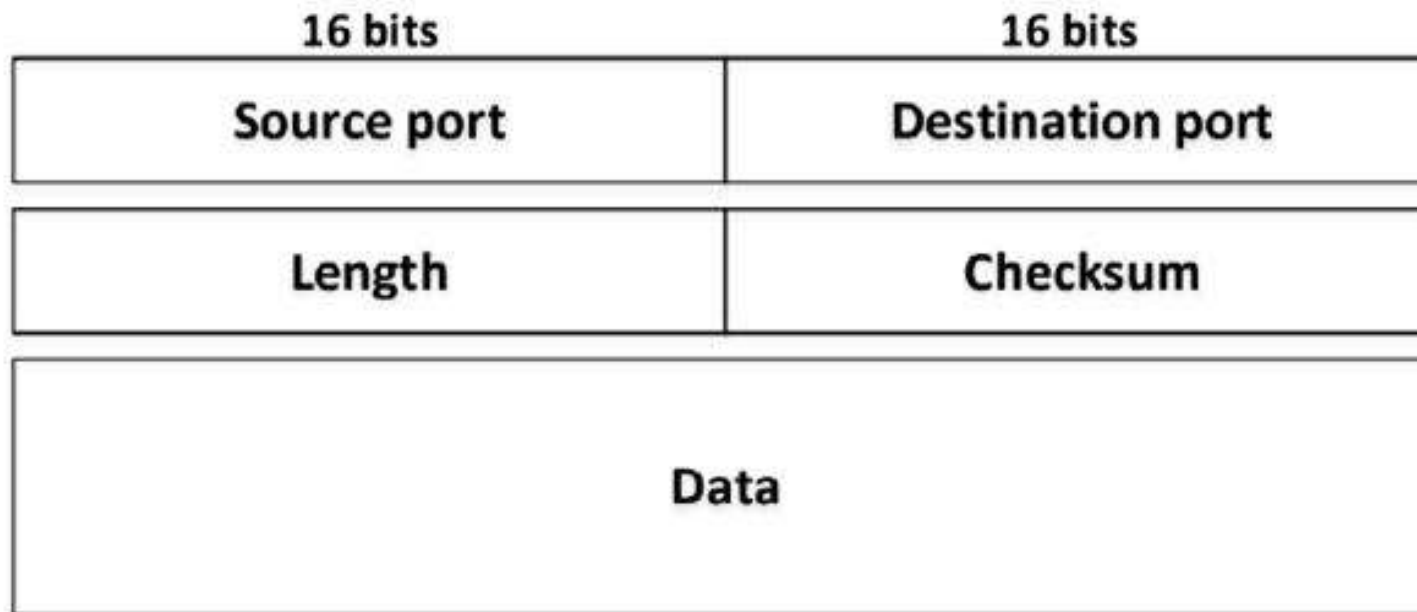 16 bits 16 bits
Source port Destination port
Length Checksum
Data